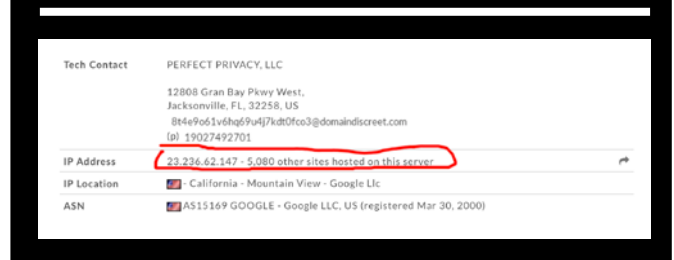 Tech Contact PERFECT PRIVACY, LLC
12808 Gran Bay Pkwy West,
Jacksonville, FL, 32258, US
8t4e9o61v6hq69u4j7kdt0fco3@domaindiscreet.com
(p) 19027492701
IP Address 23.236.62.147 - 5,080 other sites hosted on this server
IP Location - California - Mountain View - Google Llc
ASN AS15169 GOOGLE - Google LLC, US (registered Mar 30, 2000)